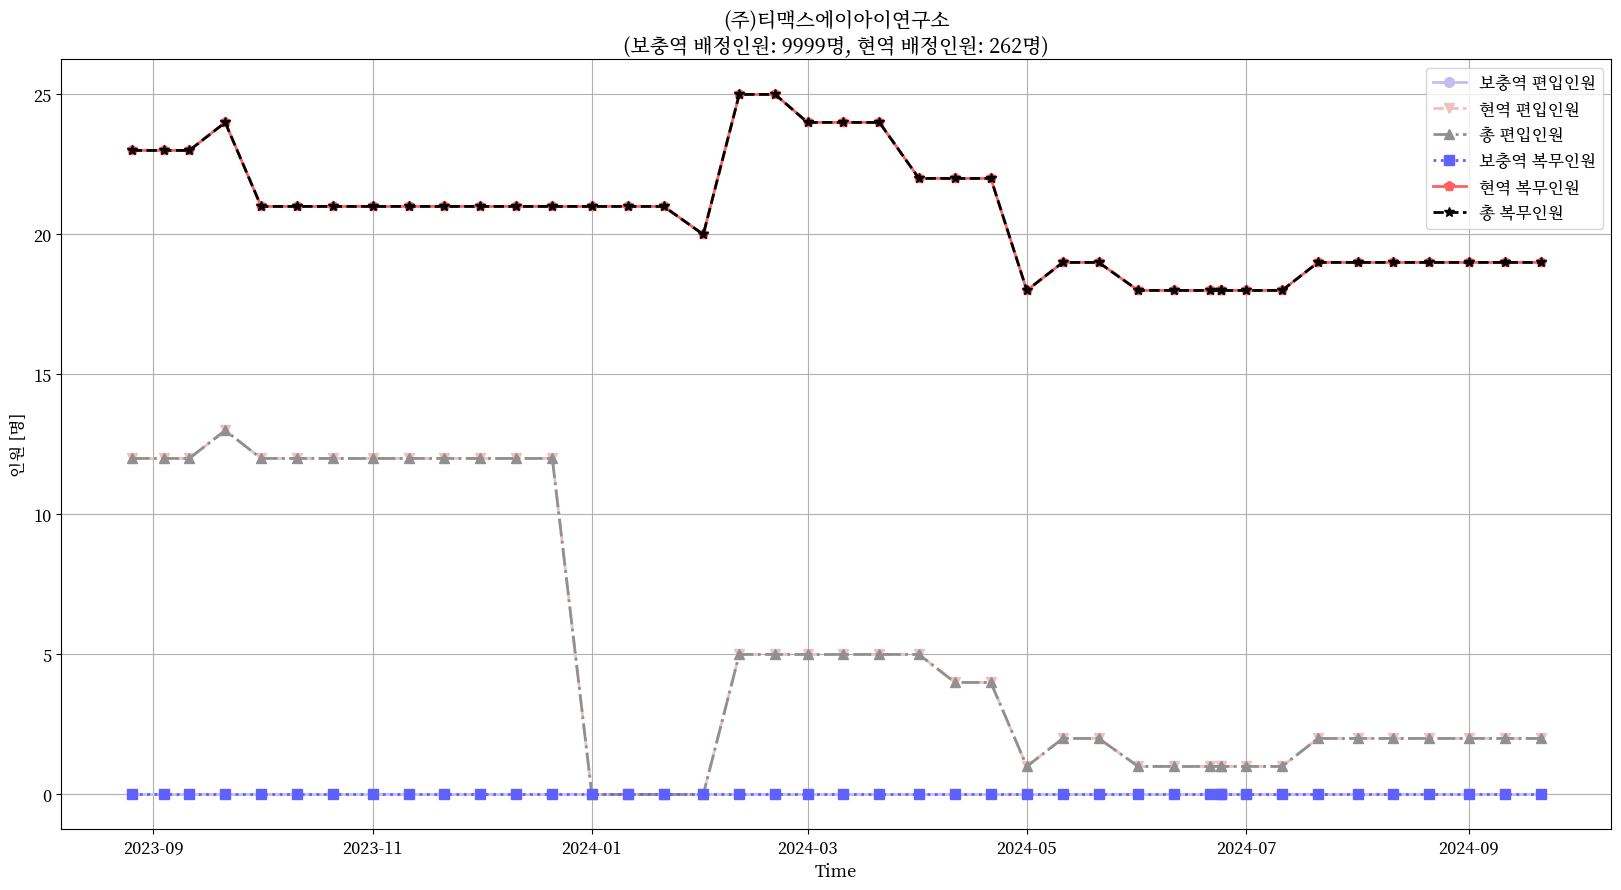 (주)티맥스에이아이연구소
(보충역 배정인원: 9999명, 현역 배정인원: 262명)
보충역 편입인원
현역 편입인원
총 편입인원
보충역 복무인원
현역 복무인원
총 복무인원
인원 [명]
25
20
15
10
5
0
2023-09 2023-11 2024-01 2024-03 2024-05 2024-07 2024-09
Time